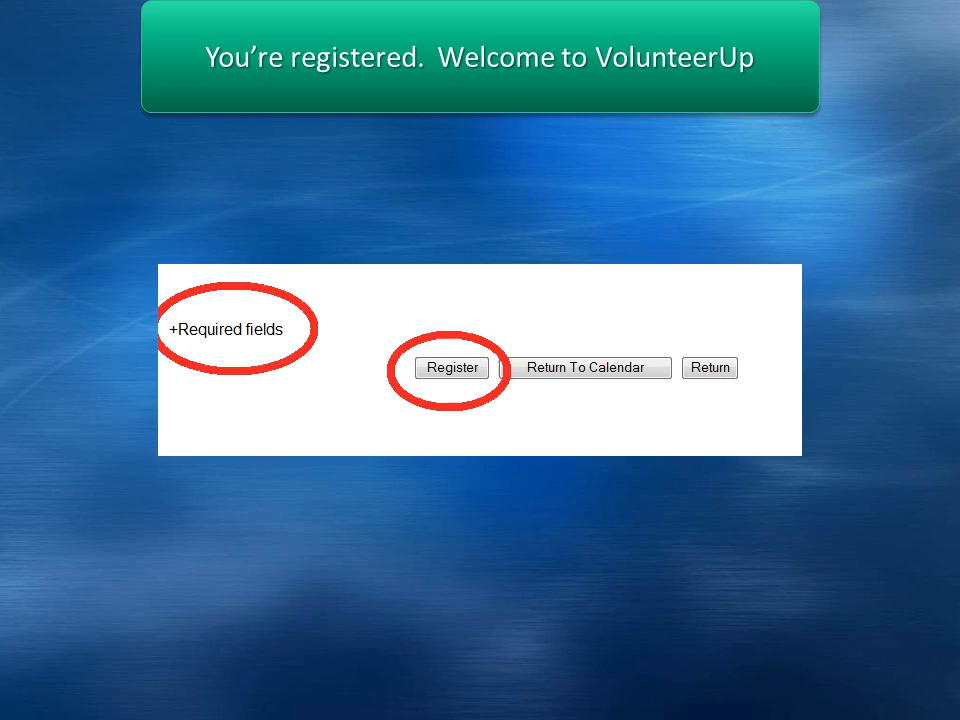 You’re registered.  Welcome to VolunteerUp
+Required fields
Register Return To Calendar Return